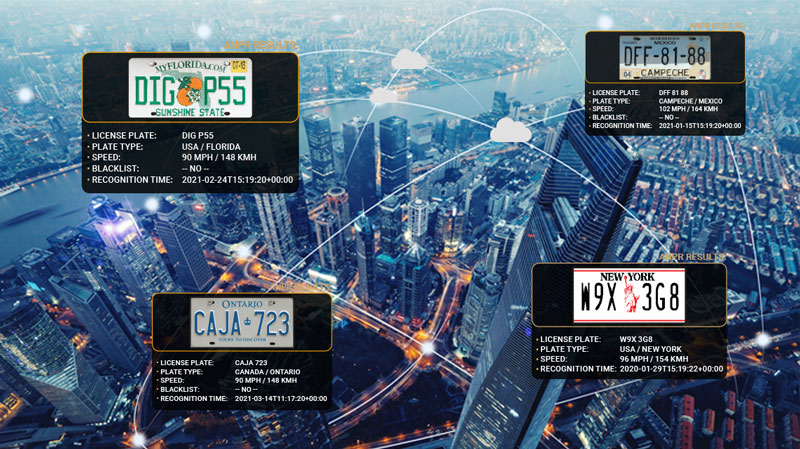 ANPR RESULTS
MYFLORIDA.COM
DIG P55
SUNSHINE STATE
• LICENSE PLATE: DIG P55
• PLATE TYPE: USA / FLORIDA
• SPEED: 90 MPH / 148 KMH
• BLACKLIST: -- NO --
• RECOGNITION TIME: 2021-02-24T15:19:20+00:00
ANPR RESULTS
MEXICO
DFF-81-88
CAMPECHE
• LICENSE PLATE: DFF 81 88
• PLATE TYPE: CAMPECHE / MEXICO
• SPEED: 102 MPH / 164 KMH
• BLACKLIST: -- NO --
• RECOGNITION TIME: 2021-01-15T15:19:20+00:00
ONTARIO
CAJA 723
YOURS TO DISCOVER
• LICENSE PLATE: CAJA 723
• PLATE TYPE: CANADA / ONTARIO
• SPEED: 90 MPH / 148 KMH
• BLACKLIST: -- NO --
• RECOGNITION TIME: 2021-03-14T11:17:20+00:00
ANPR RESULTS
NEW YORK
W9X 3G8
• LICENSE PLATE: W9X 3G8
• PLATE TYPE: USA / NEW YORK
• SPEED: 96 MPH / 154 KMH
• RECOGNITION TIME: 2020-01-29T15:19:22+00:00